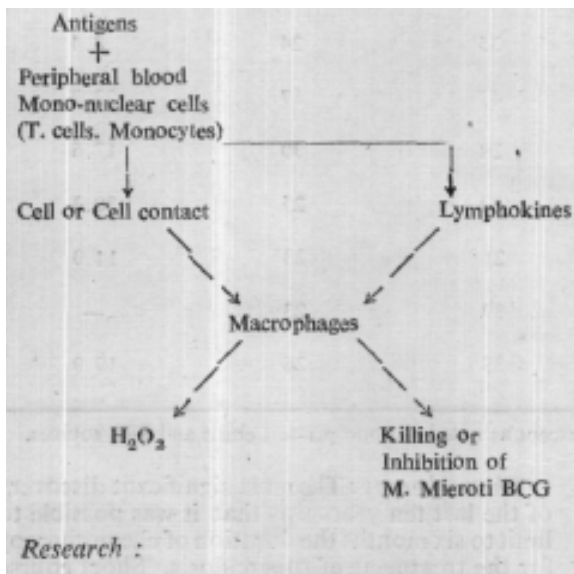 Antigens
+
Peripheral blood
Mono-nuclear cells
(T. cells. Monocytes)
Cell or Cell contact
Lymphokines
Macrophages
H₂O₂
Killing or
Inhibition of
M. Mieroti BCG
Research :